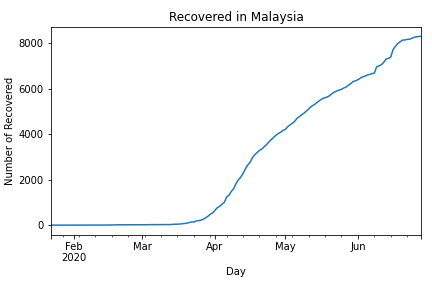 Recovered in Malaysia
Number of Recovered
8000
6000
4000
2000
0
Feb
2020
Mar
Apr
May
Jun
Day